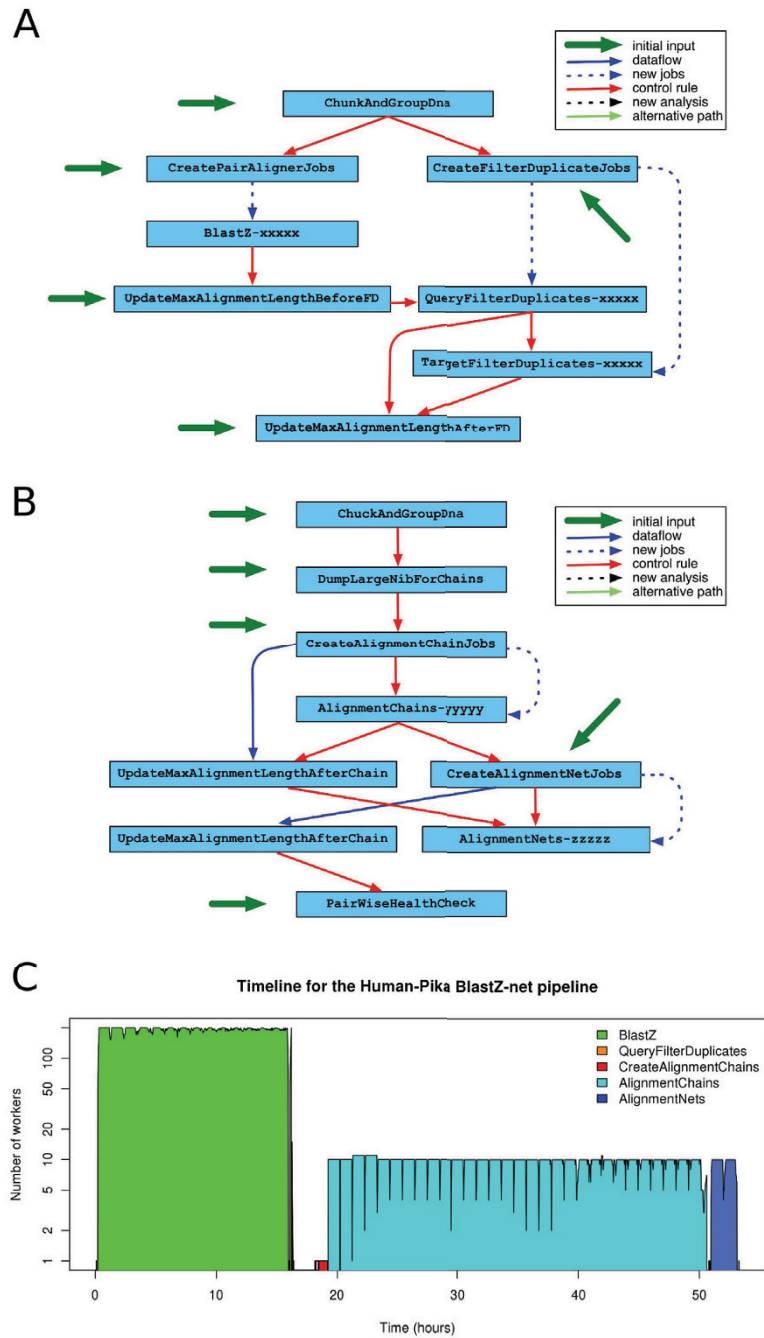 A
initial input
dataflow
new jobs
control rule
new analysis
alternative path
ChunkAndGroupDna
CreatePairAlignerJobs
CreateFilterDuplicateJobs
BlastZ-xxxxx
UpdateMaxAlignmentLengthBeforeFD
QueryFilterDuplicates-xxxxx
TargetFilterDuplicates-xxxxx
UpdateMaxAlignmentLengthAfterFD
B
initial input
dataflow
new jobs
control rule
new analysis
alternative path
ChuckAndGroupDna
DumpLargeNibForChains
CreateAlignmentChainJobs
AlignmentChains-yyyyy
UpdateMaxAlignmentLengthAfterChain
CreateAlignmentNetJobs
UpdateMaxAlignmentLengthAfterChain
AlignmentNets-zzzzz
PairWiseHealthCheck
C
Timeline for the Human-Pika BlastZ-net pipeline
BlastZ
QueryFilterDuplicates
CreateAlignmentChains
AlignmentChains
AlignmentNets
Number of workers
100
50
20
10
5
2
1
0 10 20 30 40 50
Time (hours)